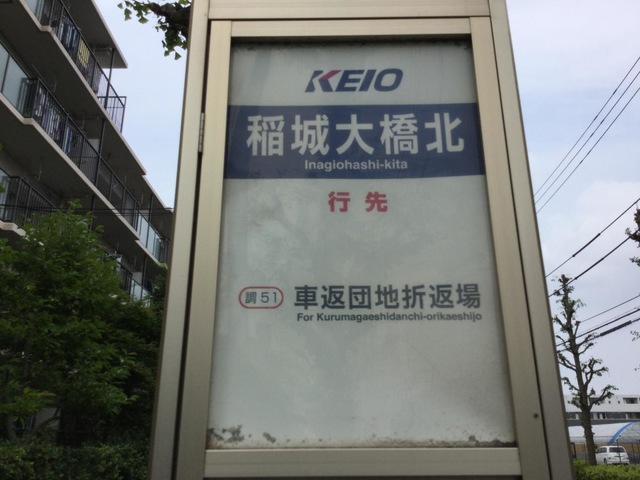 KEIO
稲城大橋北
Inagiohashi-kita
行先
調51 車返団地折返場
For Kurumagaeshidanchi-orikaeshijo